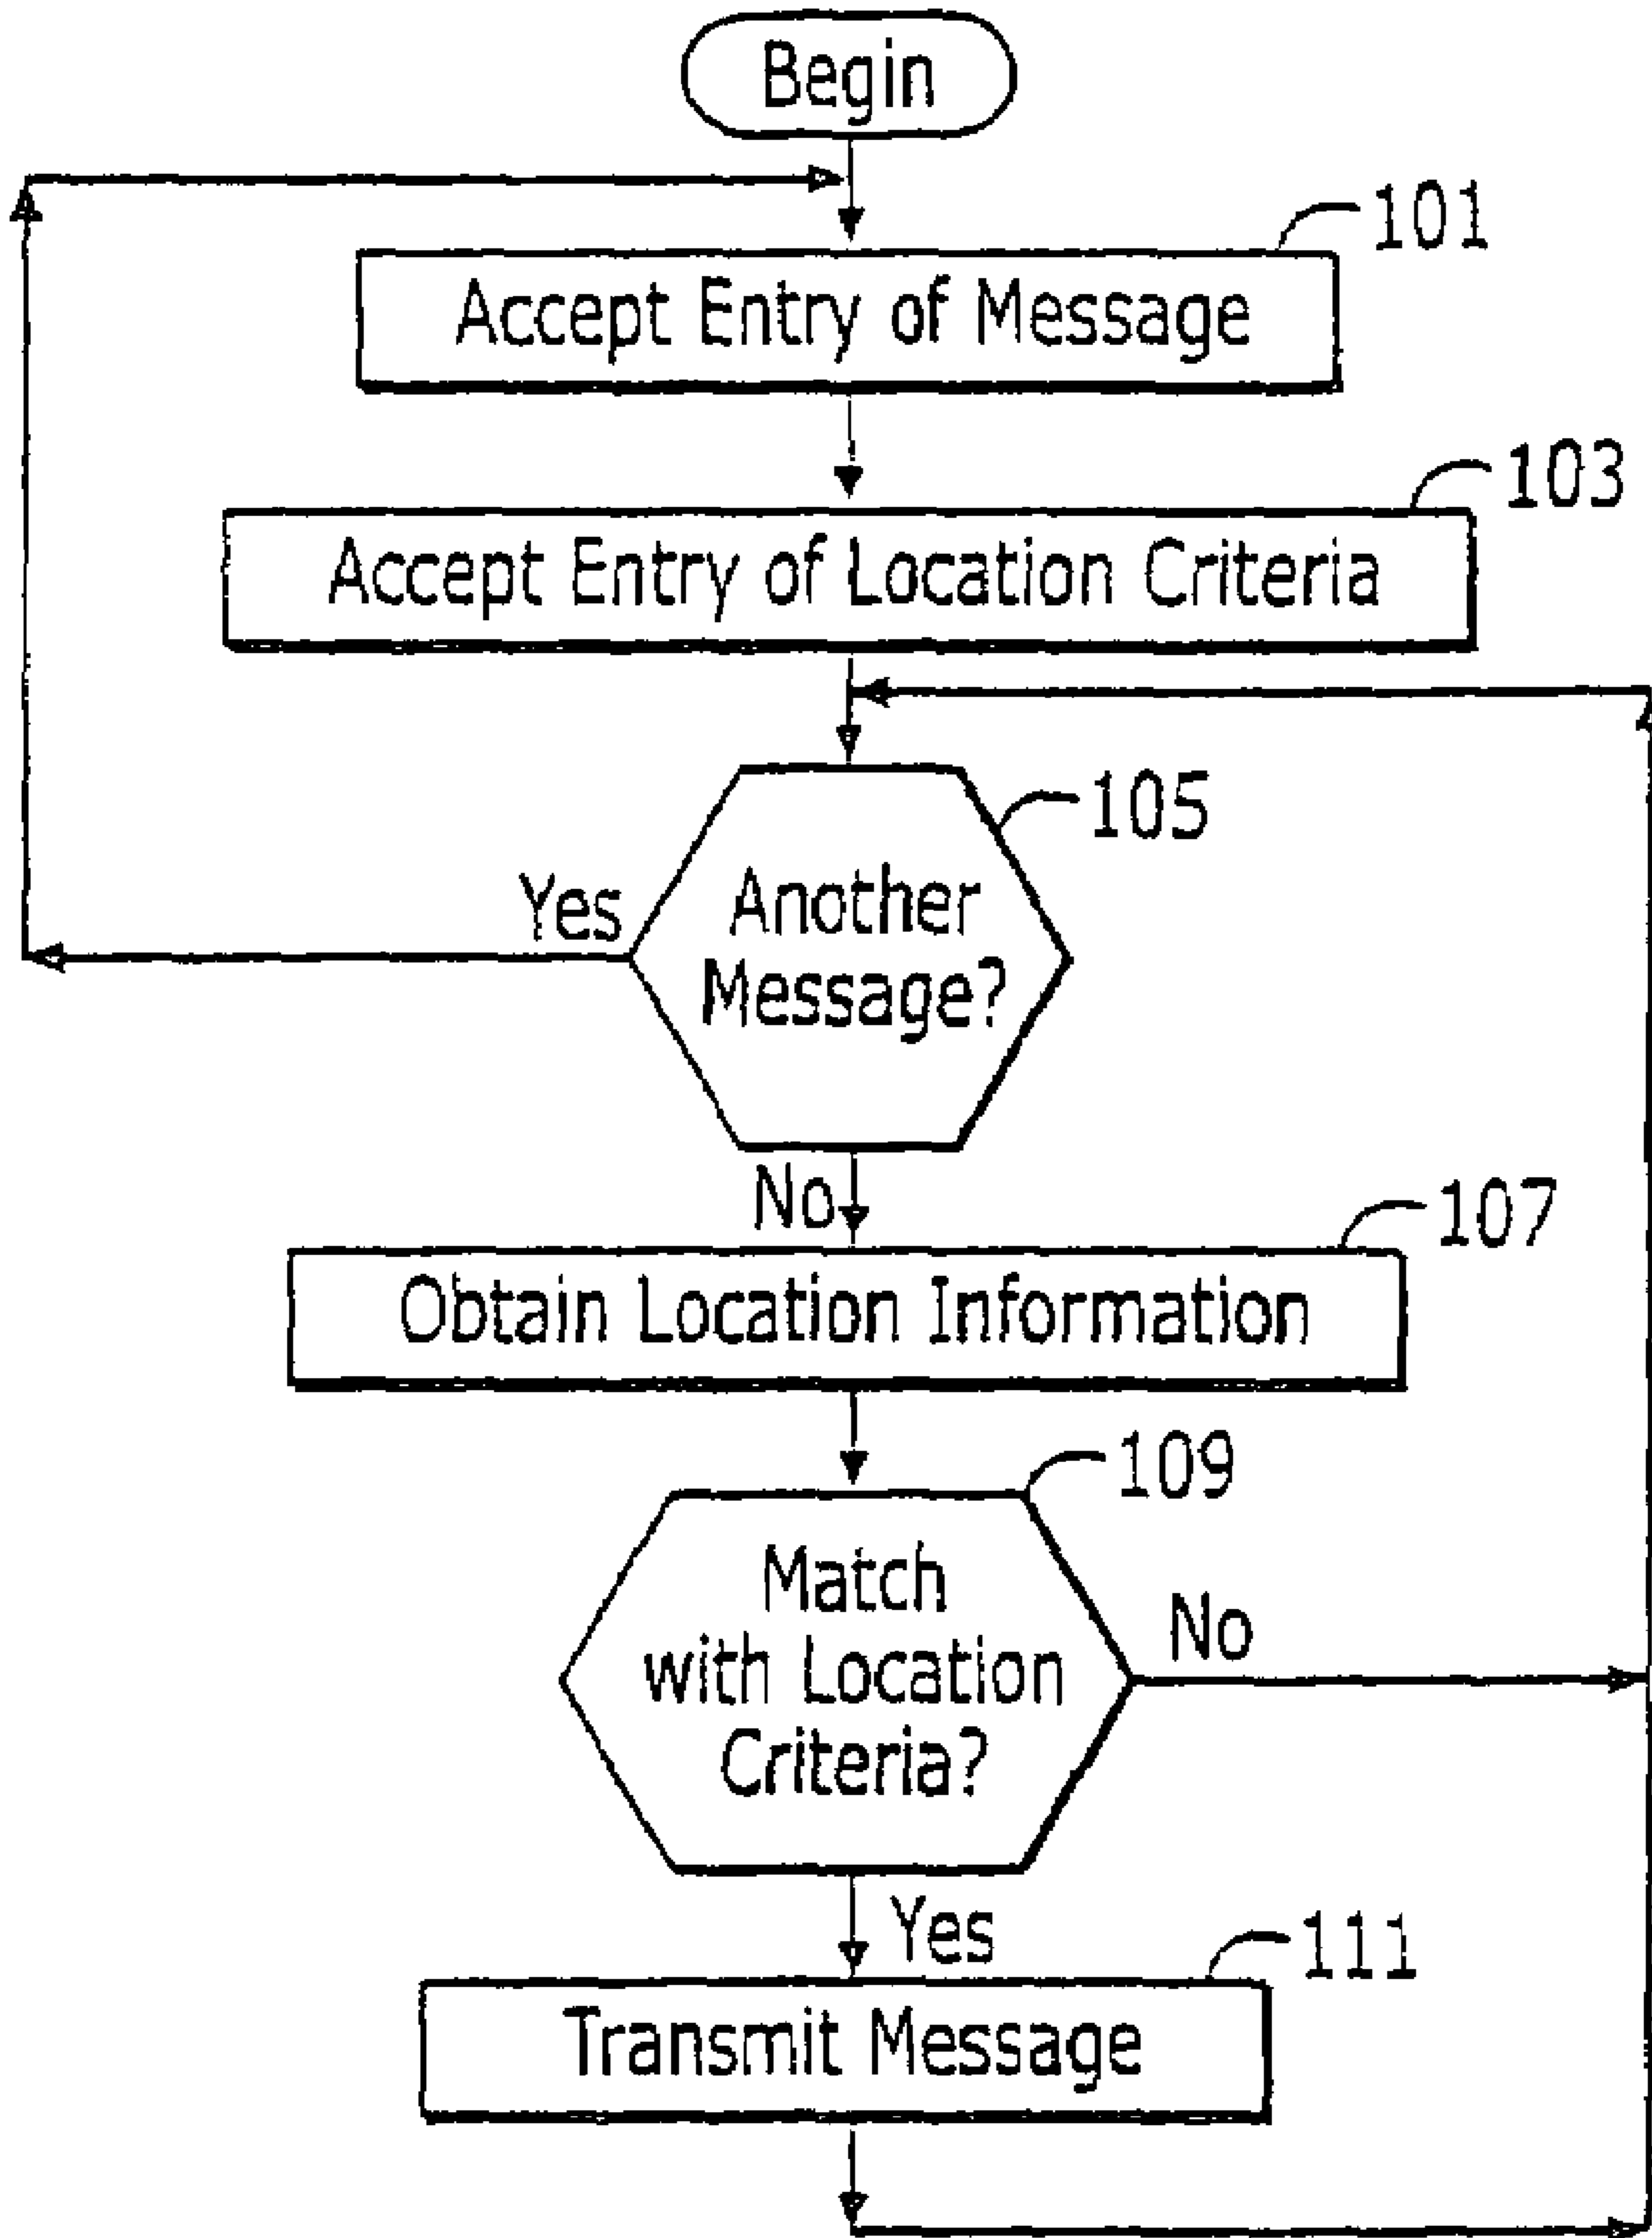 Begin
101
Accept Entry of Message
103
Accept Entry of Location Criteria
105
Another
Message?
Yes
No
107
Obtain Location Information
109
Match
with Location
Criteria?
No
Yes
111
Transmit Message